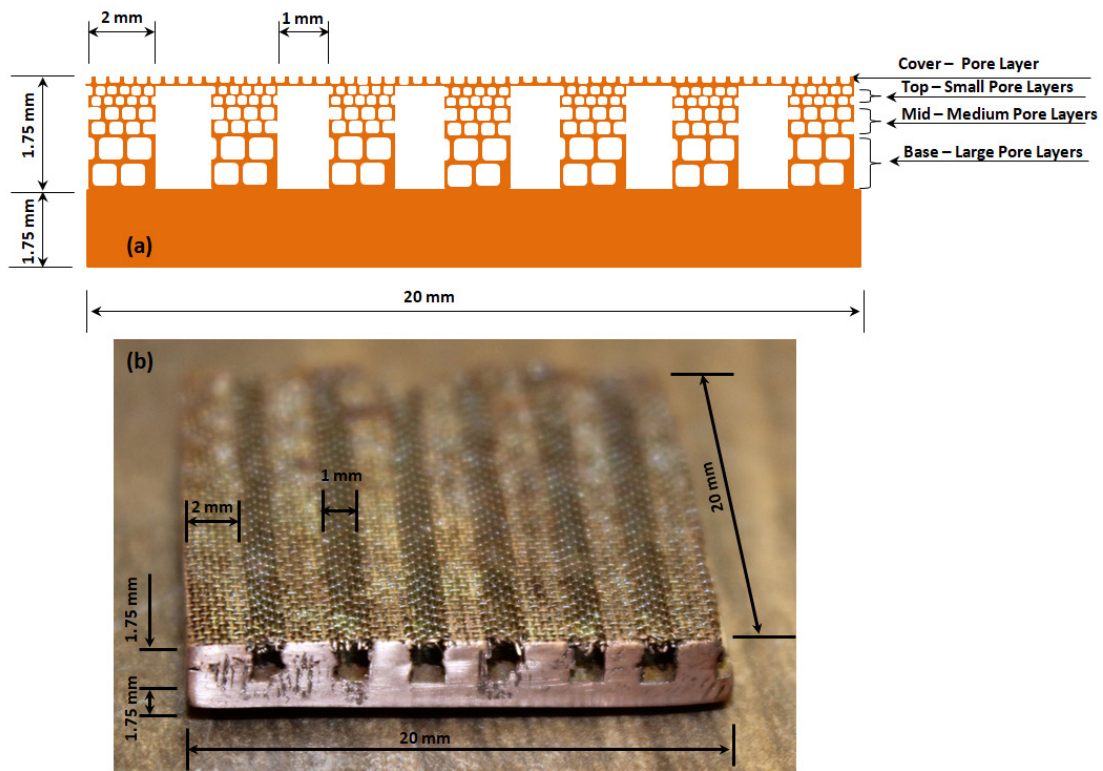 2 mm
1 mm
Cover – Pore Layer
Top – Small Pore Layers
Mid – Medium Pore Layers
Base – Large Pore Layers
1.75 mm
1.75 mm
(a)
20 mm
(b)
1 mm
2 mm
20 mm
1.75 mm
1.75 mm
20 mm